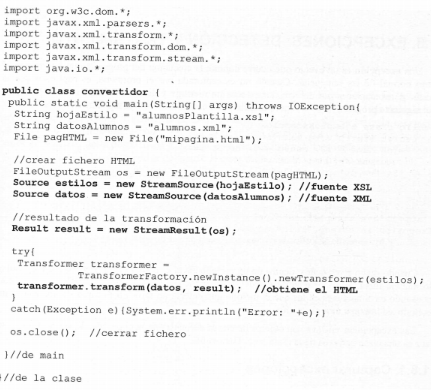 import org.w3c.dom.*;
import javax.xml.parsers.*;
import javax.xml.transform.*;
import javax.xml.transform.dom.*;
import javax.xml.transform.stream.*;
import java.io.*;
public class convertidor {
public static void main(String[] args) throws IOException{
String hojaEstilo = "alumnosPlantilla.xsl";
String datosAlumnos = "alumnos.xml";
File pagHTML = new File("mipagina.html");
//crear fichero HTML
FileOutputStream os = new FileOutputStream(pagHTML);
Source estilos = new StreamSource(hojaEstilo); //fuente XSL
Source datos = new StreamSource(datosAlumnos); //fuente XML
//resultado de la transformación
Result result = new StreamResult(os);
try{
Transformer transformer =
TransformerFactory.newInstance().newTransformer(estilos);
transformer.transform(datos, result); //obtiene el HTML
}
catch(Exception e){System.err.println("Error: "+e);}
os.close(); //cerrar fichero
}//de main
}//de la clase